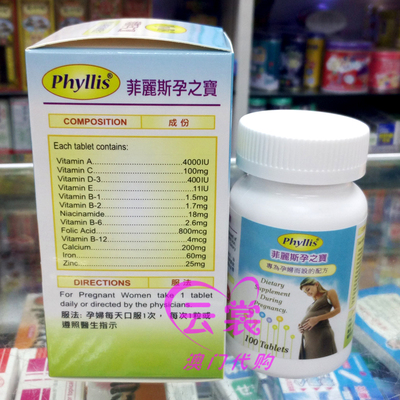 Phyllis®
菲麗斯孕之寶
COMPOSITION 成份
Each tablet contains:
Vitamin A 4000IU
Vitamin C 100mg
Vitamin D-3 400IU
Vitamin E 11IU
Vitamin B-1 1.5mg
Vitamin B-2 1.7mg
Niacinamide 18mg
Vitamin B-6 2.6mg
Folic Acid 800mcg
Vitamin B-12 4mcg
Calcium 200mg
Iron 60mg
Zinc 25mg
DIRECTIONS 服法
For Pregnant Women take 1 tablet
daily or directed by the physicians
服法: 孕婦每天口服1次, 每次1粒或
遵照醫生指示
Phyllis®
菲麗斯孕之寶
專為孕婦而設的配方
Dietary
Supplement
During
Pregnancy.
100 Tablets
云裳
澳门代购